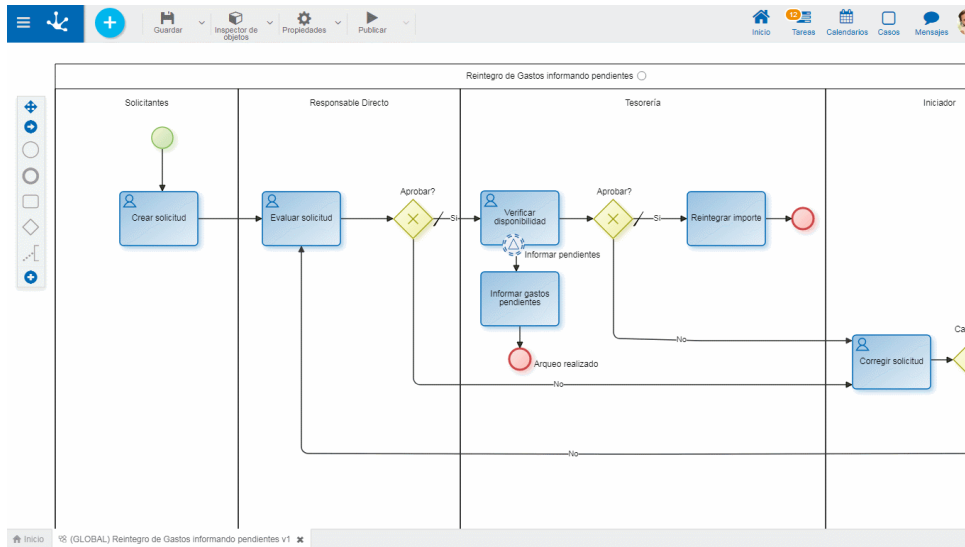 Guardar
Inspector de
objetos
Propiedades
Publicar
Inicio
12
Tareas
Calendarios
Casos
Mensajes
Reintegro de Gastos informando pendientes
Solicitantes
Responsable Directo
Tesorería
Iniciador
Crear solicitud
Evaluar solicitud
Aprobar?
Si
Verificar
disponibilidad
Informar pendientes
Aprobar?
Si
Reintegrar importe
Informar gastos
pendientes
Arqueo realizado
No
No
Corregir solicitud
Ca
No
Inicio
(GLOBAL) Reintegro de Gastos informando pendientes v1